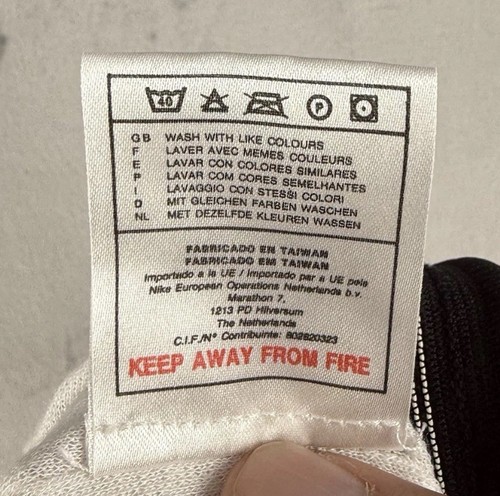 40
P
GB WASH WITH LIKE COLOURS
F LAVER AVEC MEMES COULEURS
E LAVAR CON COLORES SIMILARES
P LAVAR COM CORES SEMELHANTES
I LAVAGGIO CON STESSI COLORI
D MIT GLEICHEN FARBEN WASCHEN
NL MET DEZELFDE KLEUREN WASSEN
FABRICADO EN TAIWAN
FABRICADO EM TAIWAN
Importado a la UE / Importado par a UE pela
Nike European Operations Netherlands b.v.
Marathon 7,
1213 PD Hilversum
The Netherlands
C.I.F./Nº Contribuinte: 802620323
KEEP AWAY FROM FIRE